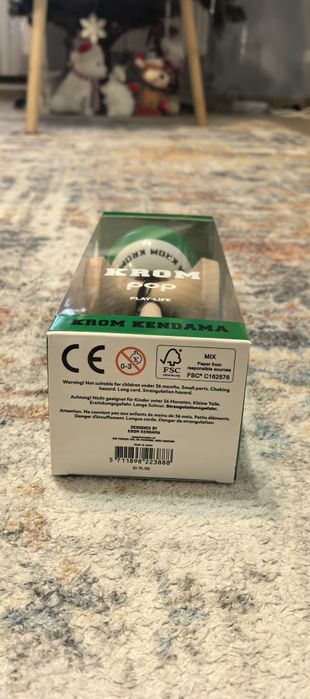 KROM KROM
KROM
POP
PLAY LIFE
KROM KENDAMA
CE
0-3
FSC
MIX
Paper from
responsible sources
FSC® C162576
Warning! Not suitable for children under 36 months. Small parts. Choking
hazard. Long cord. Strangulation hazard.
Achtung! Nicht geeignet für Kinder unter 36 Monaten. Kleine Teile.
Erstickungsgefahr. Lange Schnur. Strangulationsgefahr.
Attention. Ne convient pas aux enfants de moins de 36 mois. Petits éléments.
Danger d'étouffement. Longue corde. Danger de strangulation.
DESIGNED BY
KROM KENDAMA
5 711898 223888